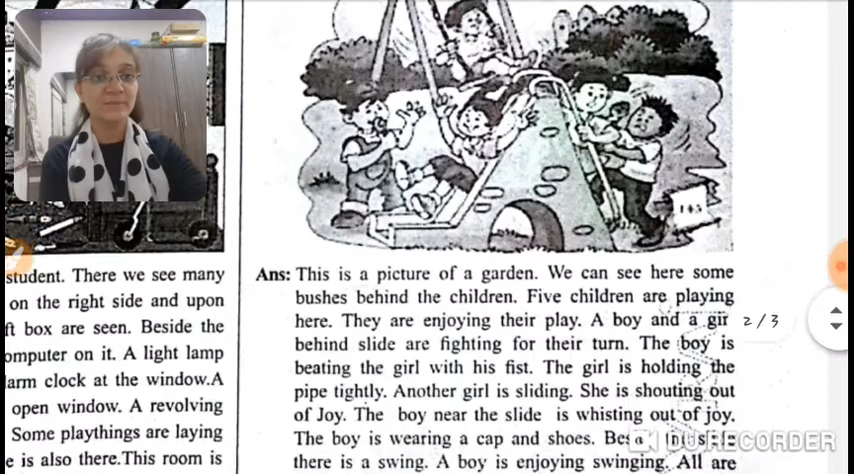 145
student. There we see many
on the right side and upon
ft box are seen. Beside the
omputer on it. A light lamp
larm clock at the window.A
open window. A revolving
Some playthings are laying
e is also there.This room is
Ans: This is a picture of a garden. We can see here some
bushes behind the children. Five children are playing
here. They are enjoying their play. A boy and a gir
behind slide are fighting for their turn. The boy is
beating the girl with his fist. The girl is holding the
pipe tightly. Another girl is sliding. She is shouting out
of Joy. The boy near the slide is whisting out of joy.
The boy is wearing a cap and shoes.
there is a swing. A boy is enjoying swinging. All are
2/3
DU RECORDER